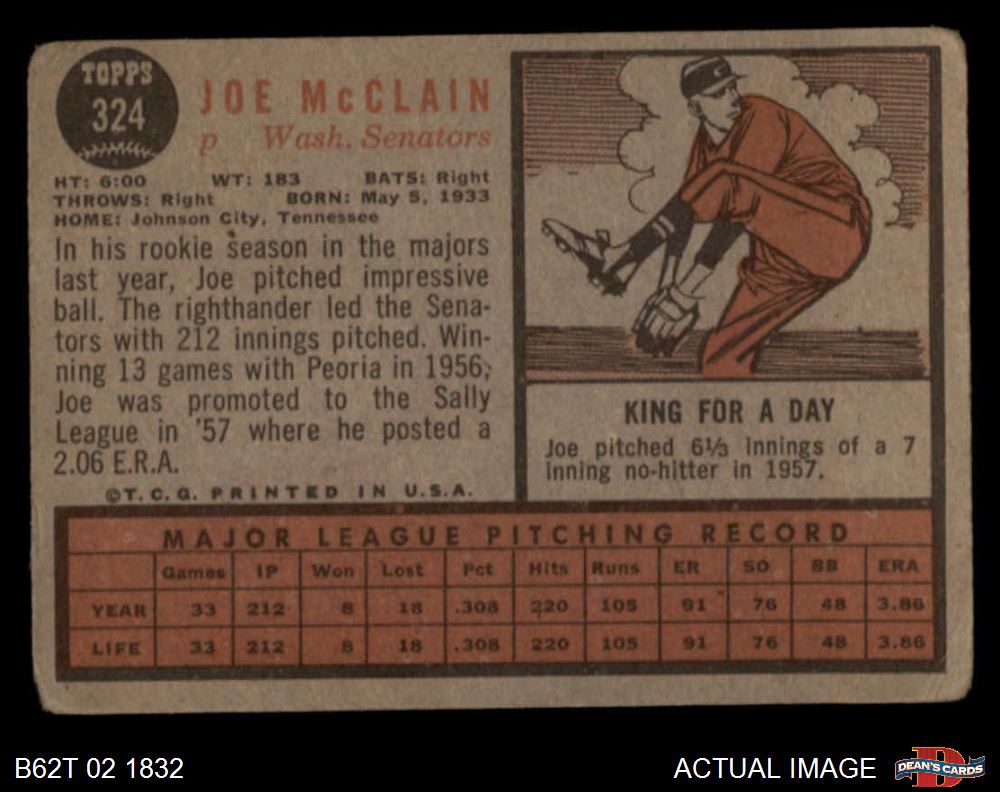 TOPPS
324
JOE McCLAIN
p Wash. Senators
HT: 6:00 WT: 183 BATS: Right
THROWS: Right BORN: May 5, 1933
HOME: Johnson City, Tennessee
In his rookie season in the majors
last year, Joe pitched impressive
ball. The righthander led the Sena-
tors with 212 innings pitched. Win-
ning 13 games with Peoria in 1956,
Joe was promoted to the Sally
League in '57 where he posted a
2.06 E.R.A.
©T. C. G. PRINTED IN U.S.A.
KING FOR A DAY
Joe pitched 6⅓ innings of a 7
inning no-hitter in 1957.
MAJOR LEAGUE PITCHING RECORD
Games IP Won Lost Pct Hits Runs ER SO BB ERA
YEAR 33 212 8 18 .308 220 105 91 76 48 3.86
LIFE 33 212 8 18 .308 220 105 91 76 48 3.86
B62T 02 1832
ACTUAL IMAGE
DEAN'S CARDS